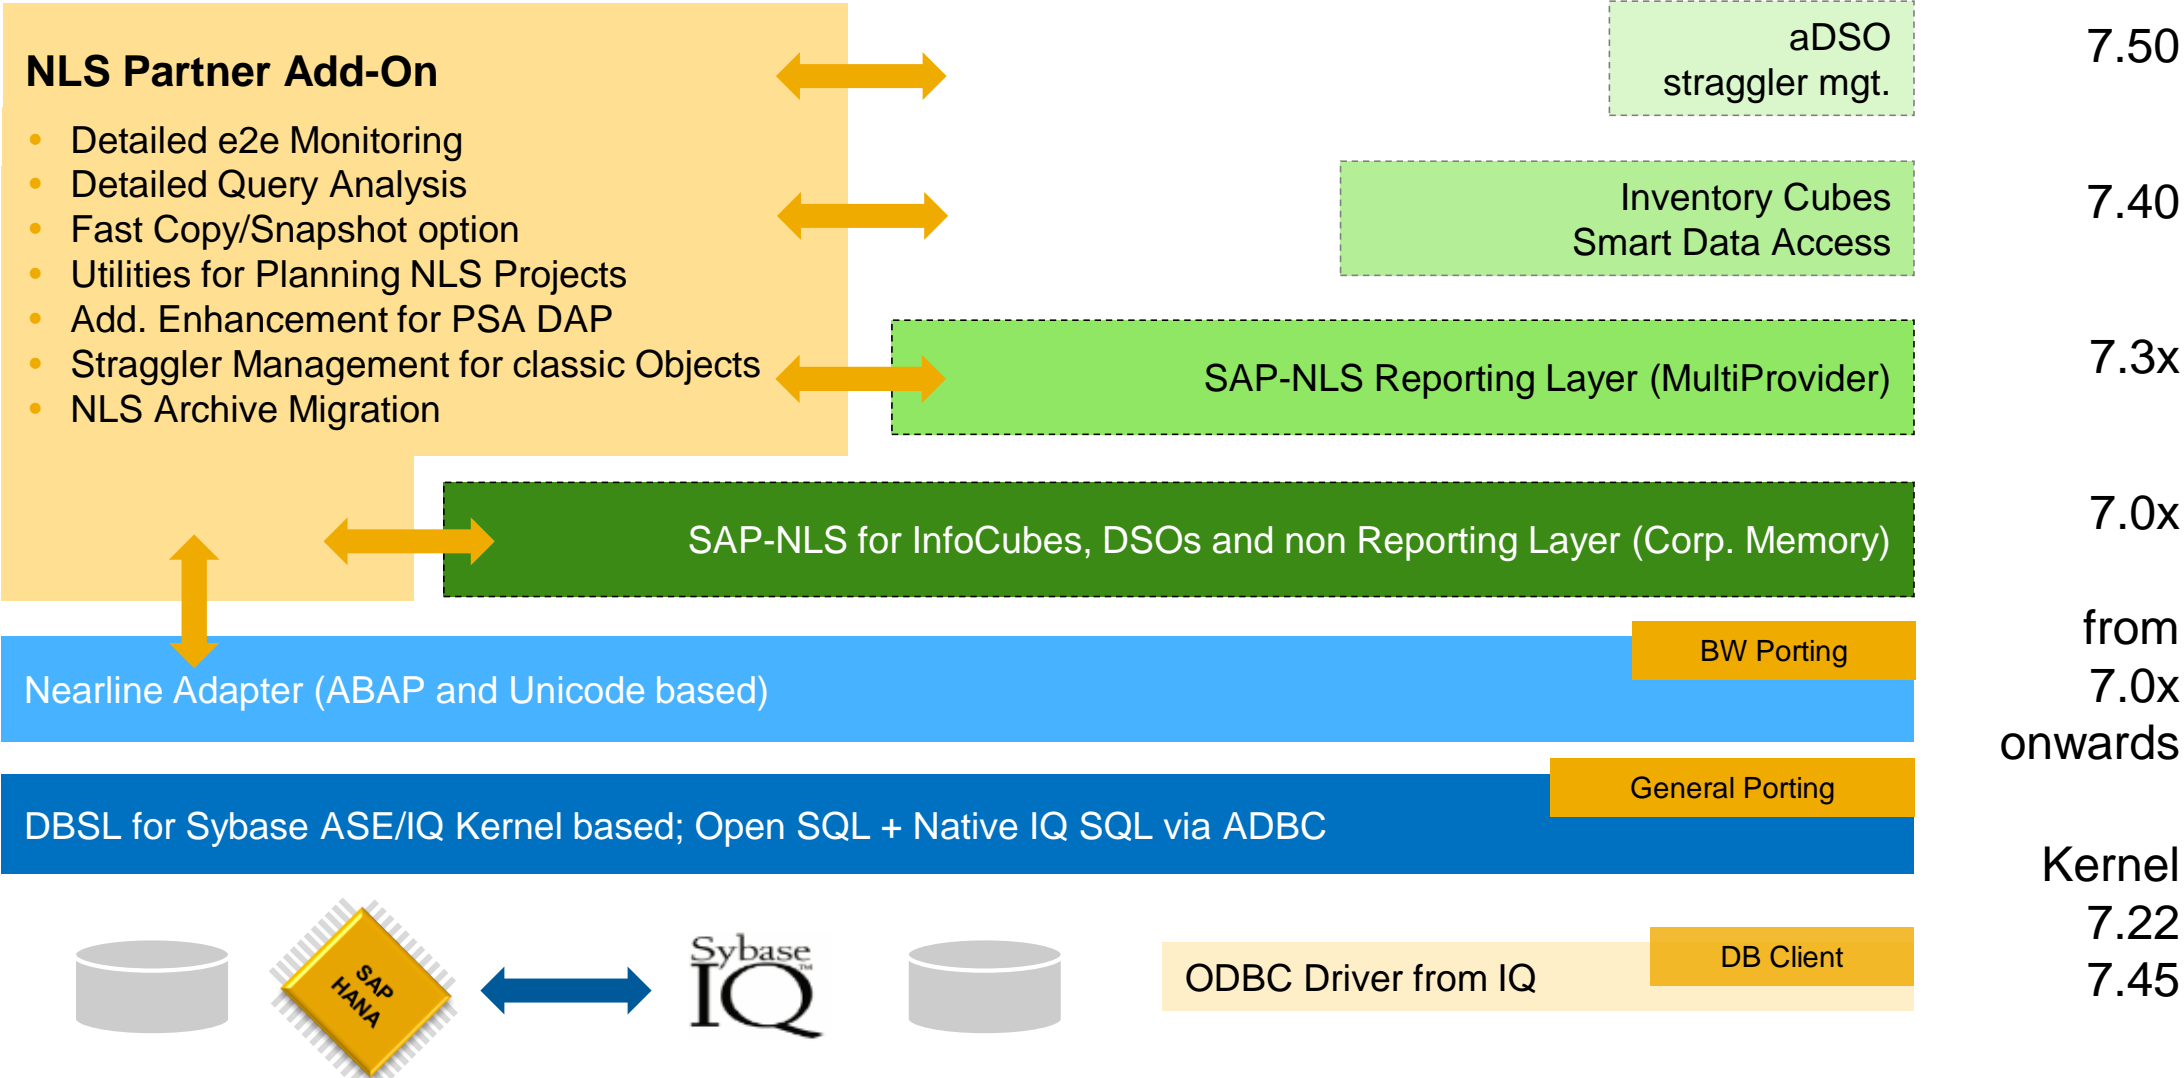 NLS Partner Add-On
• Detailed e2e Monitoring
• Detailed Query Analysis
• Fast Copy/Snapshot option
• Utilities for Planning NLS Projects
• Add. Enhancement for PSA DAP
• Straggler Management for classic Objects
• NLS Archive Migration
aDSO
straggler mgt.
7.50
Inventory Cubes
Smart Data Access
7.40
SAP-NLS Reporting Layer (MultiProvider)
7.3x
SAP-NLS for InfoCubes, DSOs and non Reporting Layer (Corp. Memory)
7.0x
BW Porting
Nearline Adapter (ABAP and Unicode based)
from
7.0x
onwards
General Porting
DBSL for Sybase ASE/IQ Kernel based; Open SQL + Native IQ SQL via ADBC
Kernel
7.22
7.45
SAP
HANA
Sybase
IQ™
ODBC Driver from IQ
DB Client